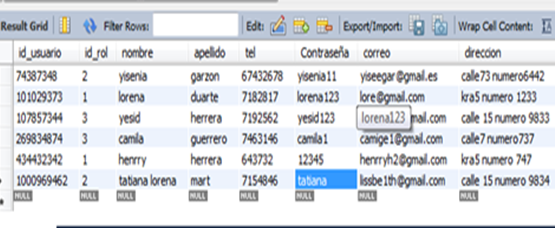 Result Grid Filter Rows: Edit: Export/Import: Wrap Cell Content:
id_usuario id_rol nombre apellido tel Contraseña correo direccion
74387348 2 yisenia garzon 67432678 yisenia11 yiseegar@gmail.es calle73 numero6442
101029373 1 lorena duarte 7182817 lorena123 lore@gmail.com kra5 numero 1233
107857344 3 yesid herrera 7192562 yesid123 lorena123 mail.com calle 15 numero 9833
269834874 3 camila guerrero 7463146 camila1 camige1@gmail.com calle7 numero737
434432342 1 henrry herrera 643732 12345 henrryh2@gmail.com kra5 numero 747
1000969462 2 tatiana lorena mart 7154846 tatiana lissbe1th@gmail.com calle 15 numero 9834
NULL NULL NULL NULL NULL NULL NULL NULL